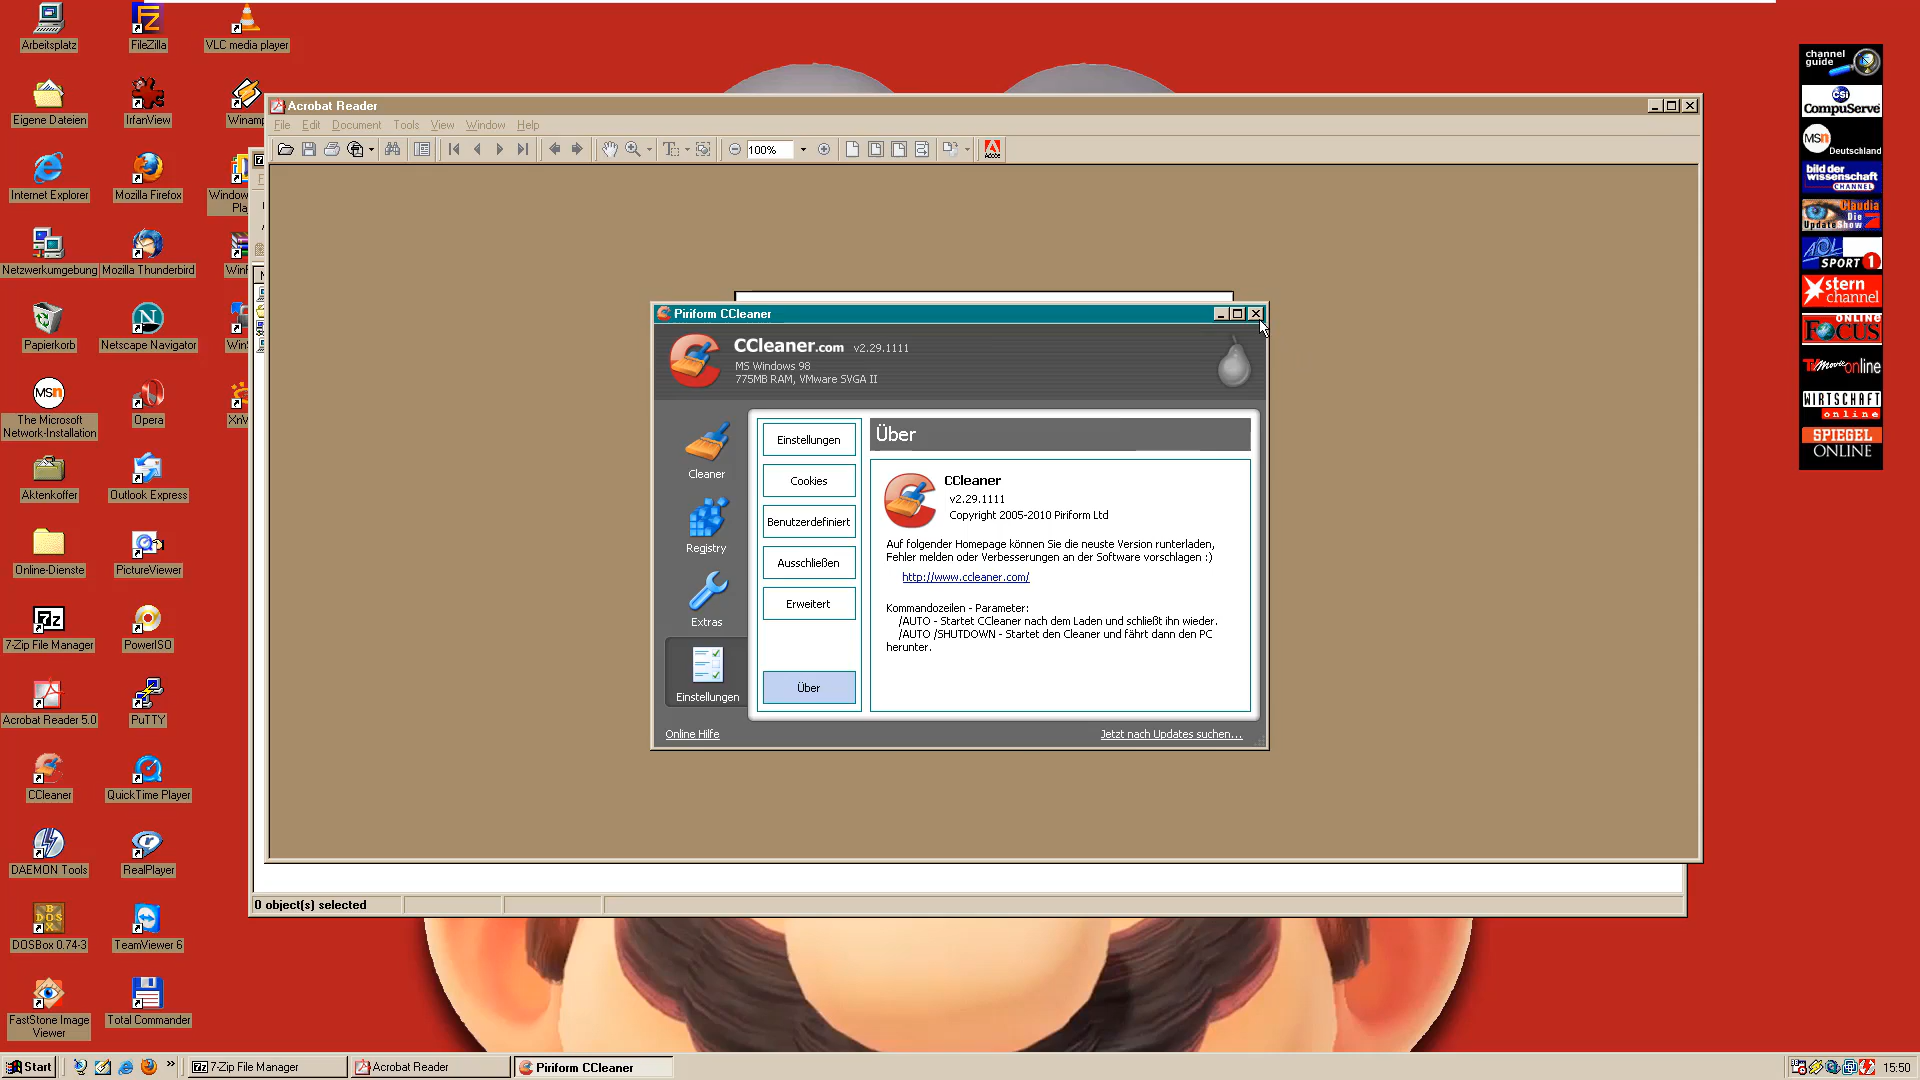 Arbeitsplatz
FileZilla
VLC media player
Eigene Dateien
IrfanView
Winamp
Internet Explorer
Mozilla Firefox
Netzwerkumgebung
Mozilla Thunderbird
Papierkorb
Netscape Navigator
The Microsoft
Network-Installation
Opera
Aktenkoffer
Outlook Express
Online-Dienste
PictureViewer
7-Zip File Manager
PowerISO
Acrobat Reader 5.0
PuTTY
CCleaner
QuickTime Player
DAEMON Tools
RealPlayer
DOSBox 0.74-3
TeamViewer 6
FastStone Image
Viewer
Total Commander
Acrobat Reader
File Edit Document Tools View Window Help
100%
Adobe
Piriform CCleaner
CCleaner.com v2.29.1111
MS Windows 98
775MB RAM, VMware SVGA II
Cleaner
Registry
Extras
Einstellungen
Einstellungen
Cookies
Benutzerdefiniert
Ausschließen
Erweitert
Über
Über
CCleaner
v2.29.1111
Copyright 2005-2010 Piriform Ltd
Auf folgender Homepage können Sie die neuste Version runterladen,
Fehler melden oder Verbesserungen an der Software vorschlagen :)
http://www.ccleaner.com/
Kommandozeilen - Parameter:
/AUTO - Startet CCleaner nach dem Laden und schließt ihn wieder.
/AUTO /SHUTDOWN - Startet den Cleaner und fährt dann den PC
herunter.
Online Hilfe
Jetzt nach Updates suchen...
0 object(s) selected
channel
guide
CSi
CompuServe
msn
Deutschland
bild der
wissenschaft
CHANNEL
Claudia
Die
UpdateShow 7
AOL
SPORT 1
stern
channel
ONLINE
FOCUS
TVMovie online
WIRTSCHAFT
online
SPIEGEL
ONLINE
Start
7-Zip File Manager
Acrobat Reader
Piriform CCleaner
15:50